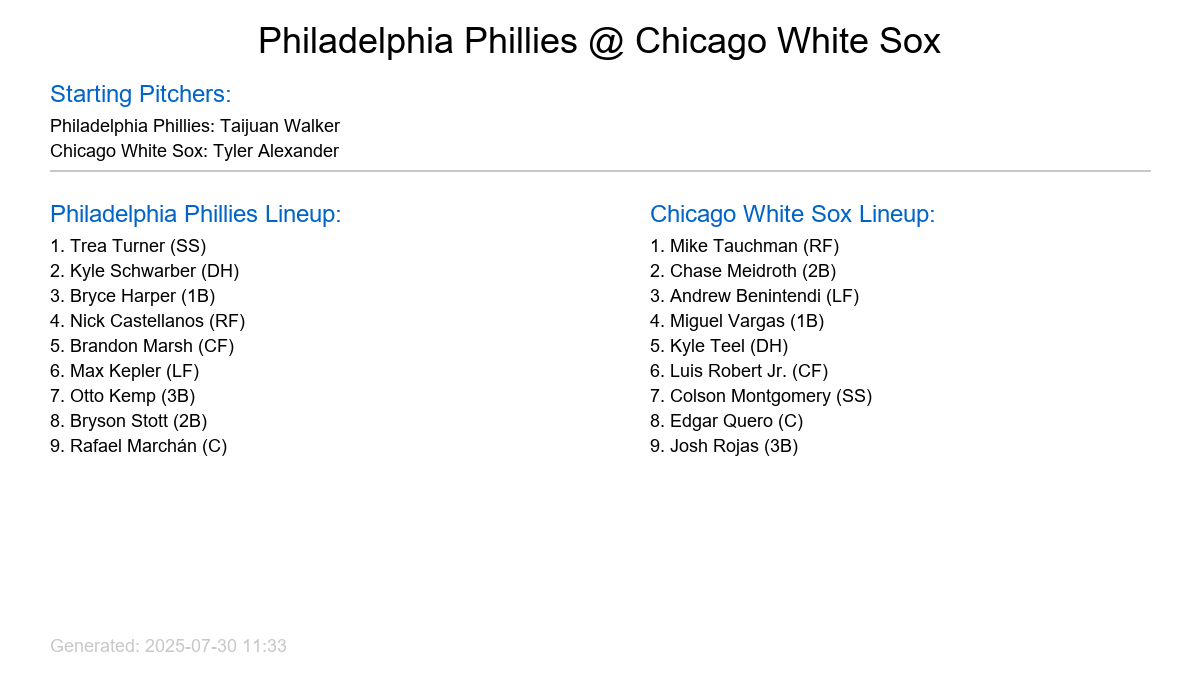 Philadelphia Phillies @ Chicago White Sox
Starting Pitchers:
Philadelphia Phillies: Taijuan Walker
Chicago White Sox: Tyler Alexander
Philadelphia Phillies Lineup:
1. Trea Turner (SS)
2. Kyle Schwarber (DH)
3. Bryce Harper (1B)
4. Nick Castellanos (RF)
5. Brandon Marsh (CF)
6. Max Kepler (LF)
7. Otto Kemp (3B)
8. Bryson Stott (2B)
9. Rafael Marchán (C)
Chicago White Sox Lineup:
1. Mike Tauchman (RF)
2. Chase Meidroth (2B)
3. Andrew Benintendi (LF)
4. Miguel Vargas (1B)
5. Kyle Teel (DH)
6. Luis Robert Jr. (CF)
7. Colson Montgomery (SS)
8. Edgar Quero (C)
9. Josh Rojas (3B)
Generated: 2025-07-30 11:33